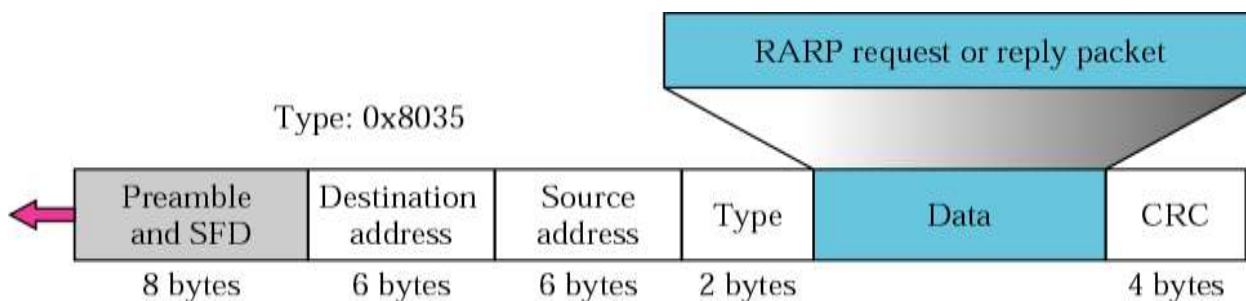 RARP request or reply packet
Type: 0x8035
Preamble and SFD
Destination address
Source address
Type
Data
CRC
8 bytes
6 bytes
6 bytes
2 bytes
4 bytes